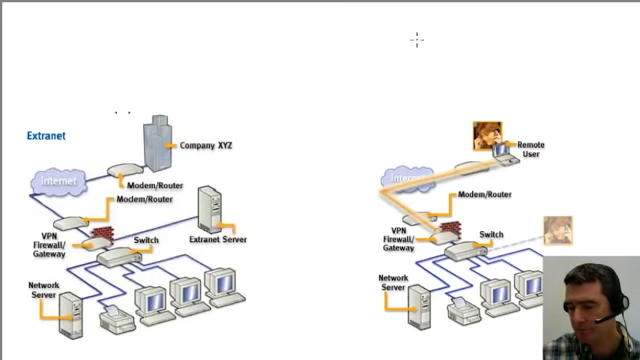 Extranet
Company XYZ
Internet
Modem/Router
Modem/Router
VPN
Firewall/
Gateway
Switch
Extranet Server
Network
Server
Remote
User
Internet
Modem/Router
VPN
Firewall/
Gateway
Switch
Network
Server